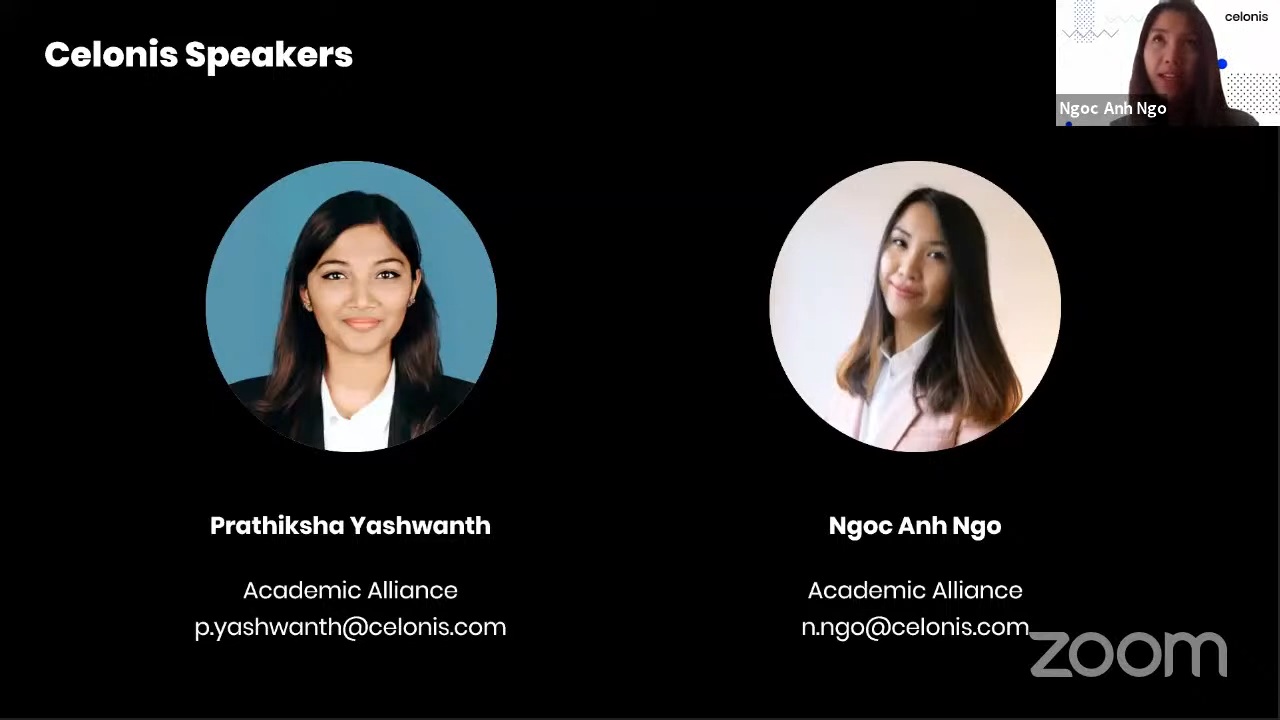 Celonis Speakers
celonis
Ngoc Anh Ngo
Prathiksha Yashwanth
Academic Alliance
p.yashwanth@celonis.com
Ngoc Anh Ngo
Academic Alliance
n.ngo@celonis.com
zoom